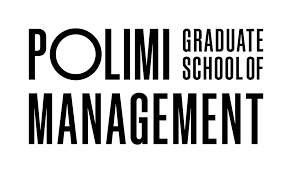 POLIMI GRADUATE
SCHOOL OF
MANAGEMENT